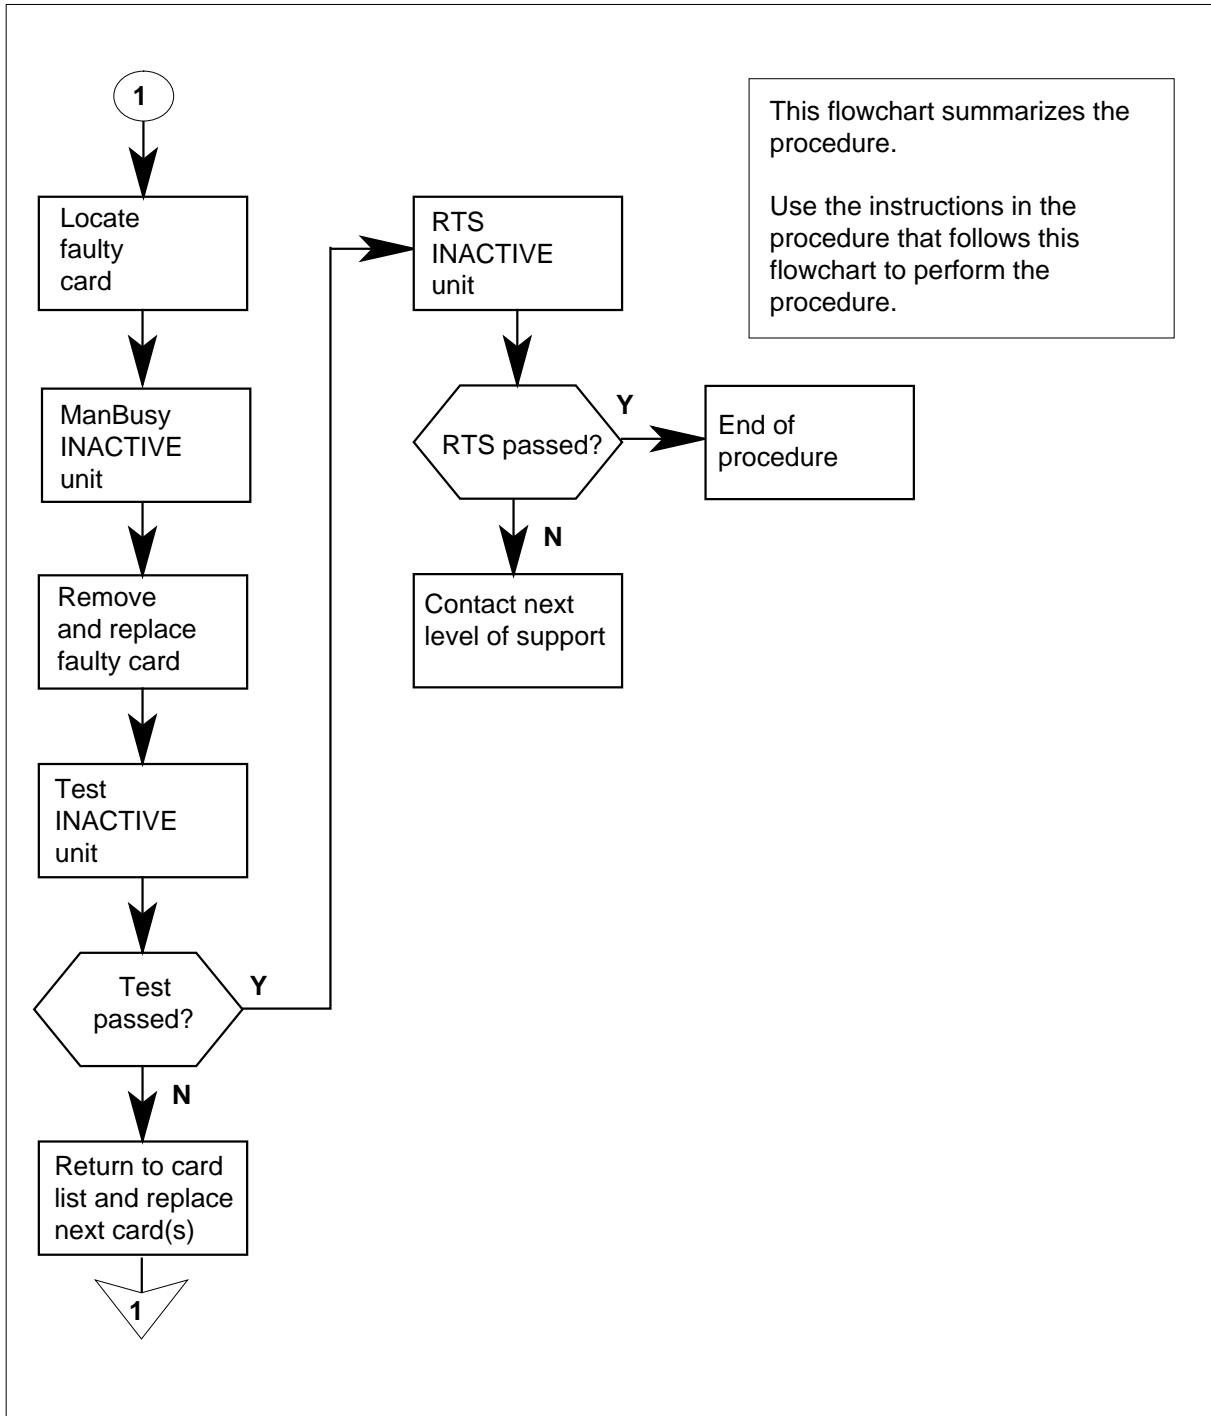 1
Locate
faulty
card
ManBusy
INACTIVE
unit
Remove
and replace
faulty card
Test
INACTIVE
unit
Test
passed?
Y
N
Return to card
list and replace
next card(s)
1
RTS
INACTIVE
unit
RTS passed?
Y
End of
procedure
N
Contact next
level of support
This flowchart summarizes the
procedure.
Use the instructions in the
procedure that follows this
flowchart to perform the
procedure.